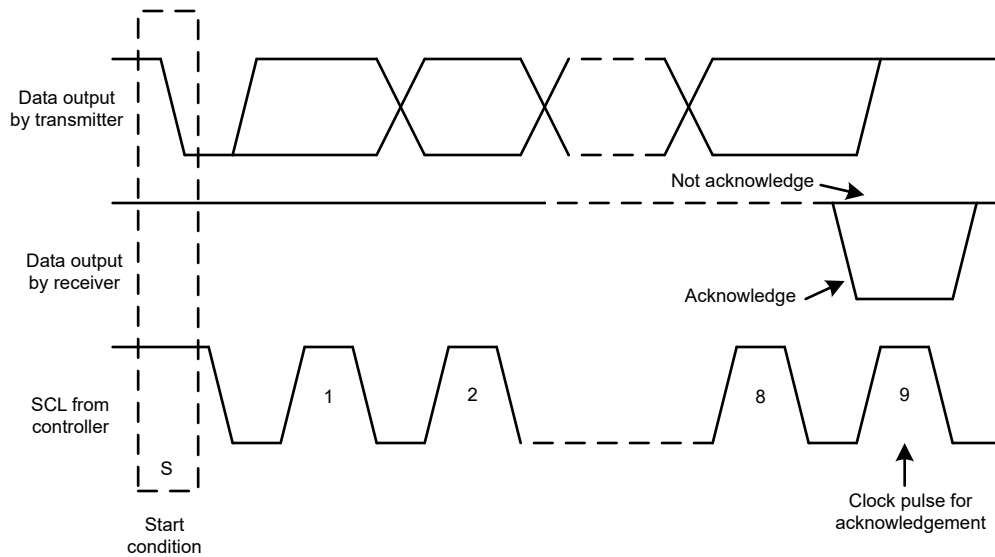 Data output
by transmitter
Not acknowledge
Data output
by receiver
Acknowledge
SCL from
controller
1
2
8
9
S
Start
condition
Clock pulse for
acknowledgement